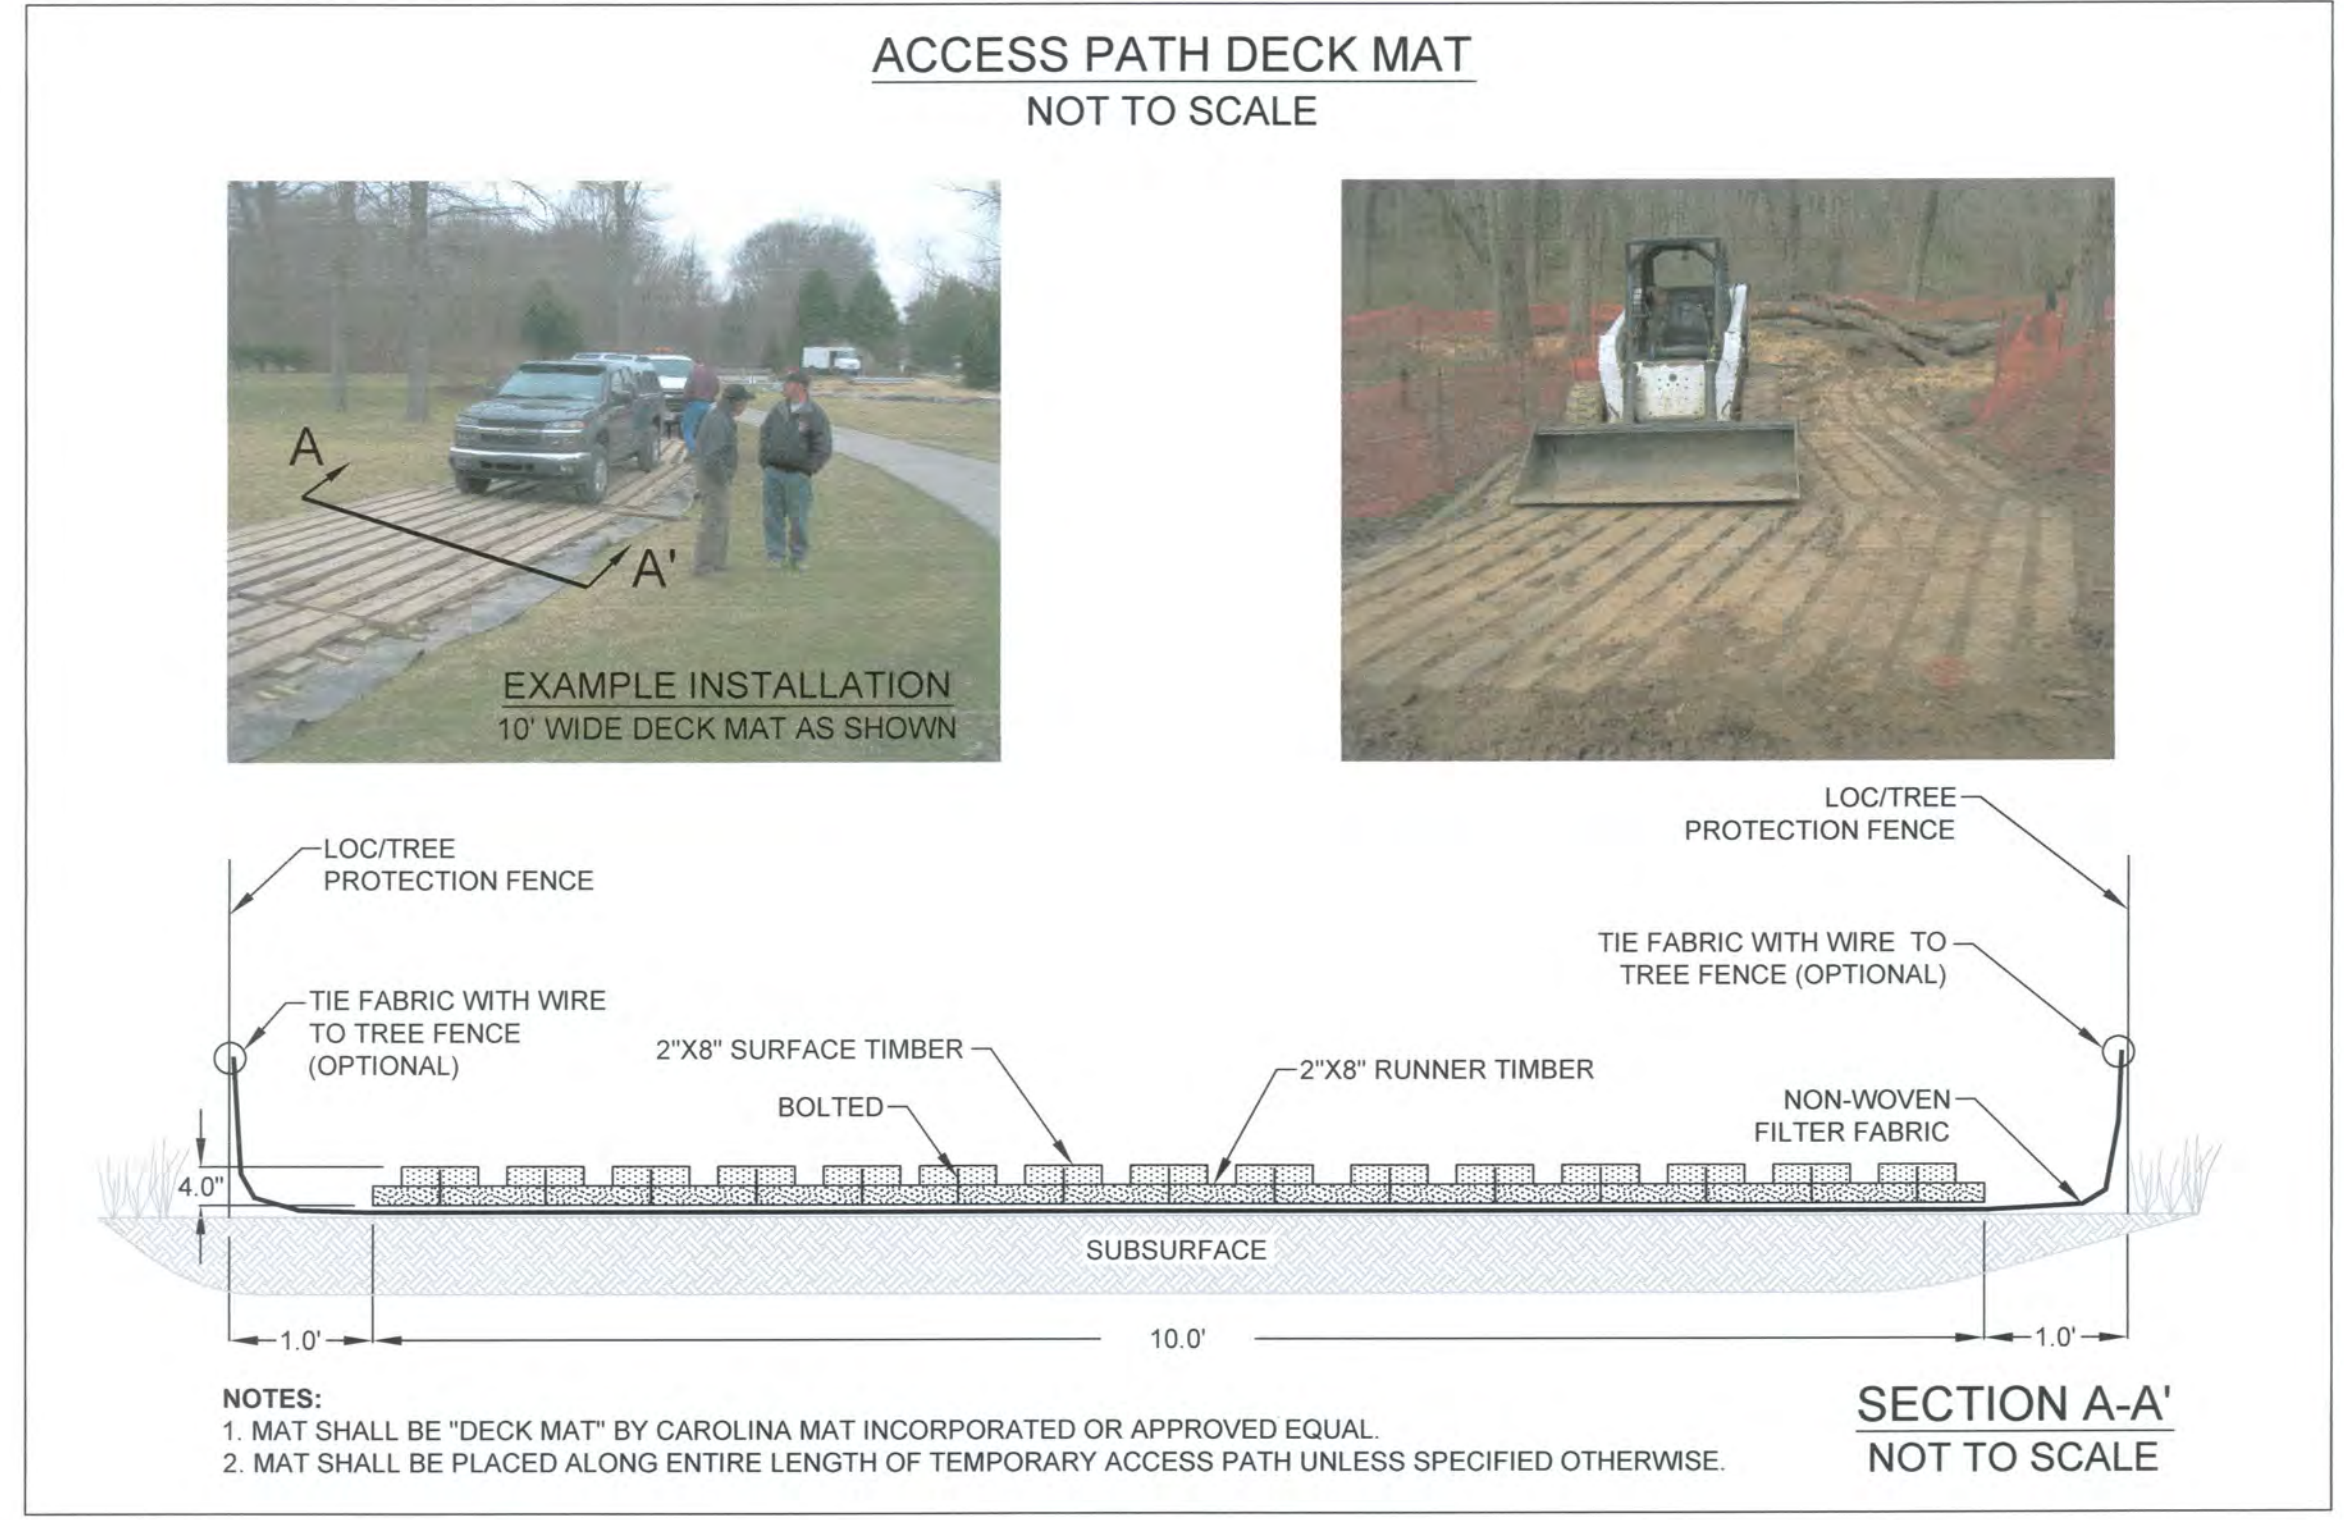 ACCESS PATH DECK MAT
NOT TO SCALE
A
A'
EXAMPLE INSTALLATION
10' WIDE DECK MAT AS SHOWN
LOC/TREE
PROTECTION FENCE
LOC/TREE
PROTECTION FENCE
TIE FABRIC WITH WIRE TO
TREE FENCE (OPTIONAL)
TIE FABRIC WITH WIRE
TO TREE FENCE
(OPTIONAL)
2"X8" SURFACE TIMBER
2"X8" RUNNER TIMBER
BOLTED
NON-WOVEN
FILTER FABRIC
4.0"
SUBSURFACE
1.0'
10.0'
1.0'
NOTES:
1. MAT SHALL BE "DECK MAT" BY CAROLINA MAT INCORPORATED OR APPROVED EQUAL.
2. MAT SHALL BE PLACED ALONG ENTIRE LENGTH OF TEMPORARY ACCESS PATH UNLESS SPECIFIED OTHERWISE.
SECTION A-A'
NOT TO SCALE